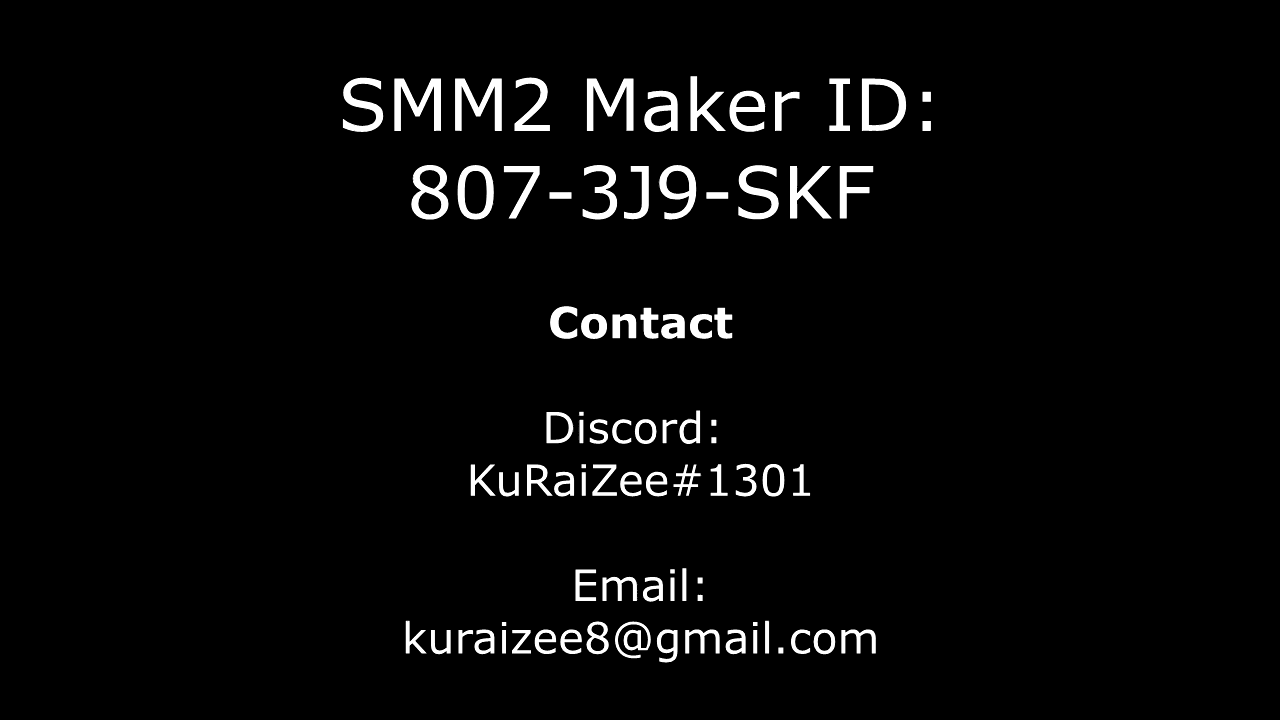 SMM2 Maker ID:
807-3J9-SKF
Contact
Discord:
KuRaiZee#1301
Email:
kuraizee8@gmail.com